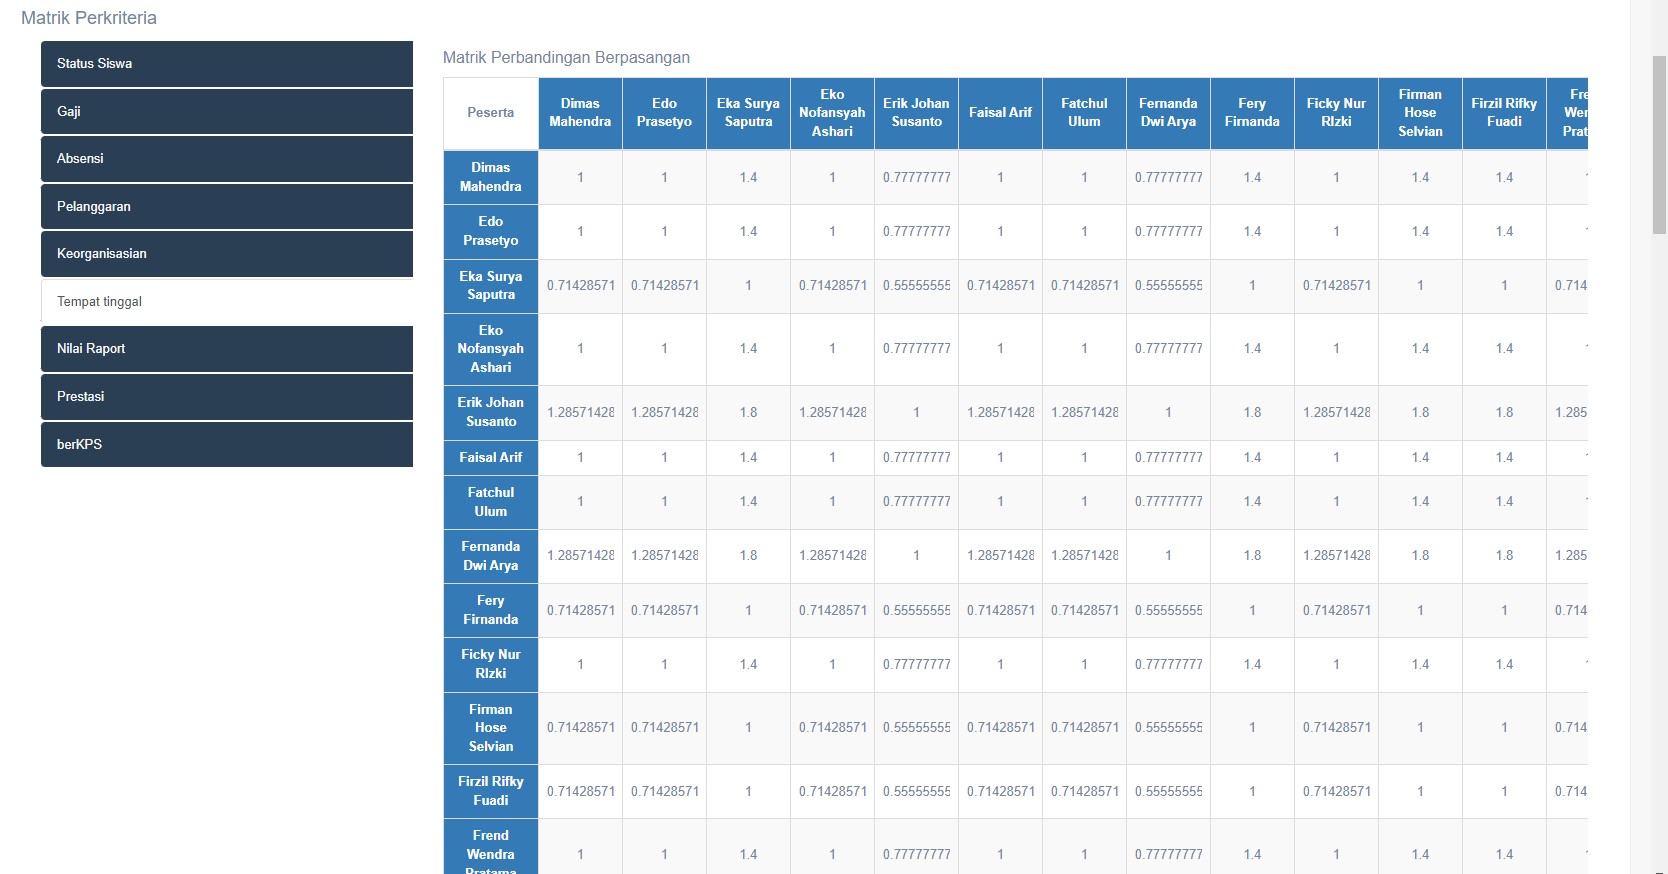 Matrik Perkriteria
Status Siswa
Gaji
Absensi
Pelanggaran
Keorganisasian
Tempat tinggal
Nilai Raport
Prestasi
berKPS
Matrik Perbandingan Berpasangan
Peserta Dimas Mahendra Edo Prasetyo Eka Surya Saputra Eko Nofansyah Ashari Erik Johan Susanto Faisal Arif Fatchul Ulum Fernanda Dwi Arya Fery Firnanda Ficky Nur RIzki Firman Hose Selvian Firzil Rifky Fuadi
Dimas Mahendra 1 1 1.4 1 0.77777777 1 1 0.77777777 1.4 1 1.4 1.4
Edo Prasetyo 1 1 1.4 1 0.77777777 1 1 0.77777777 1.4 1 1.4 1.4
Eka Surya Saputra 0.71428571 0.71428571 1 0.71428571 0.55555555 0.71428571 0.71428571 0.55555555 1 0.71428571 1 1 0.714
Eko Nofansyah Ashari 1 1 1.4 1 0.77777777 1 1 0.77777777 1.4 1 1.4 1.4
Erik Johan Susanto 1.28571428 1.28571428 1.8 1.28571428 1 1.28571428 1.28571428 1 1.8 1.28571428 1.8 1.8 1.285
Faisal Arif 1 1 1.4 1 0.77777777 1 1 0.77777777 1.4 1 1.4 1.4
Fatchul Ulum 1 1 1.4 1 0.77777777 1 1 0.77777777 1.4 1 1.4 1.4
Fernanda Dwi Arya 1.28571428 1.28571428 1.8 1.28571428 1 1.28571428 1.28571428 1 1.8 1.28571428 1.8 1.8 1.285
Fery Firnanda 0.71428571 0.71428571 1 0.71428571 0.55555555 0.71428571 0.71428571 0.55555555 1 0.71428571 1 1 0.714
Ficky Nur RIzki 1 1 1.4 1 0.77777777 1 1 0.77777777 1.4 1 1.4 1.4
Firman Hose Selvian 0.71428571 0.71428571 1 0.71428571 0.55555555 0.71428571 0.71428571 0.55555555 1 0.71428571 1 1 0.714
Firzil Rifky Fuadi 0.71428571 0.71428571 1 0.71428571 0.55555555 0.71428571 0.71428571 0.55555555 1 0.71428571 1 1 0.714
Frend Wendra Pratama 1 1 1.4 1 0.77777777 1 1 0.77777777 1.4 1 1.4 1.4